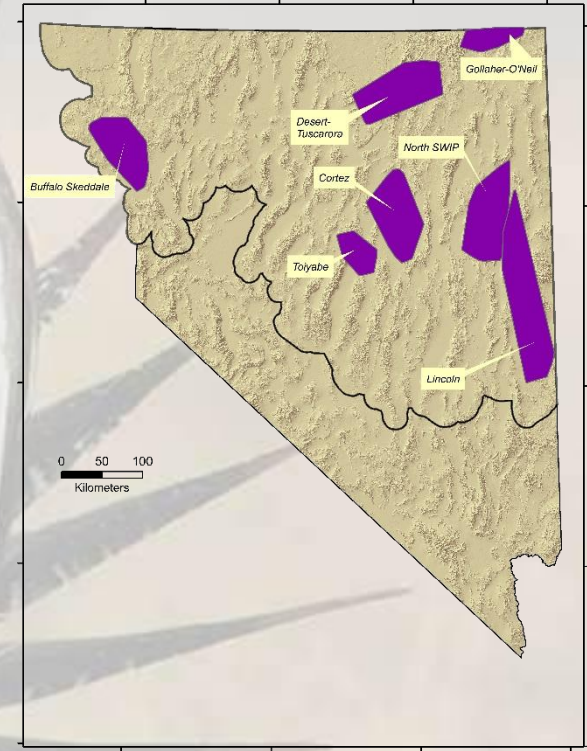 Gollaher-O'Neil
Desert-
Tuscarora
North SWIP
Cortez
Buffalo Skeddale
Toiyabe
Lincoln
0 50 100
Kilometers